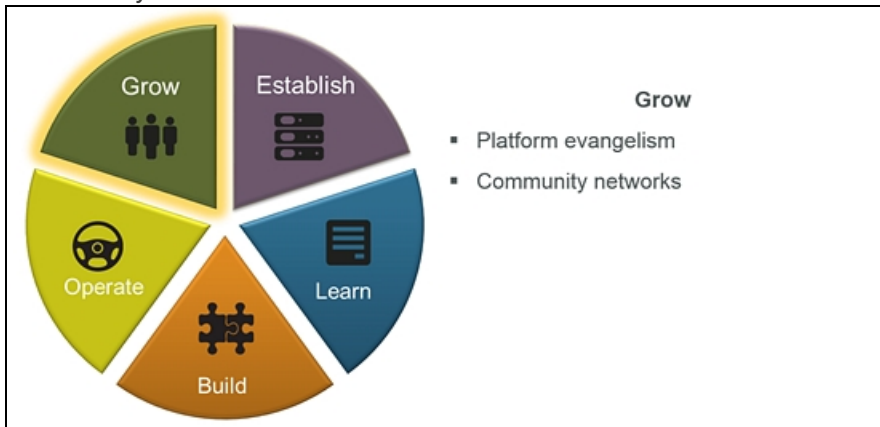 Grow
Establish
Operate
Learn
Build
Grow
▪ Platform evangelism
▪ Community networks